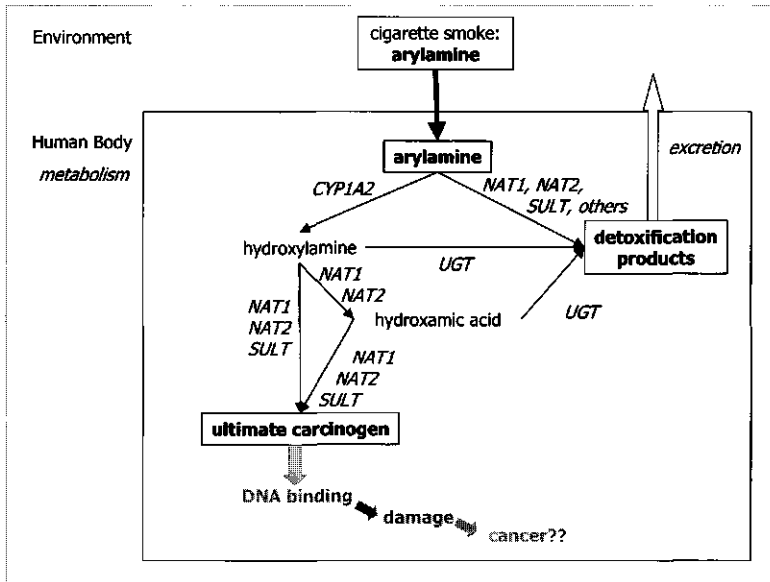 Environment
cigarette smoke:
arylamine
Human Body
metabolism
arylamine
excretion
CYP1A2
NAT1, NAT2,
SULT, others
hydroxylamine
UGT
detoxification
products
NAT1
NAT2
hydroxamic acid
UGT
NAT1
NAT2
SULT
NAT1
NAT2
SULT
ultimate carcinogen
DNA binding
damage
cancer??